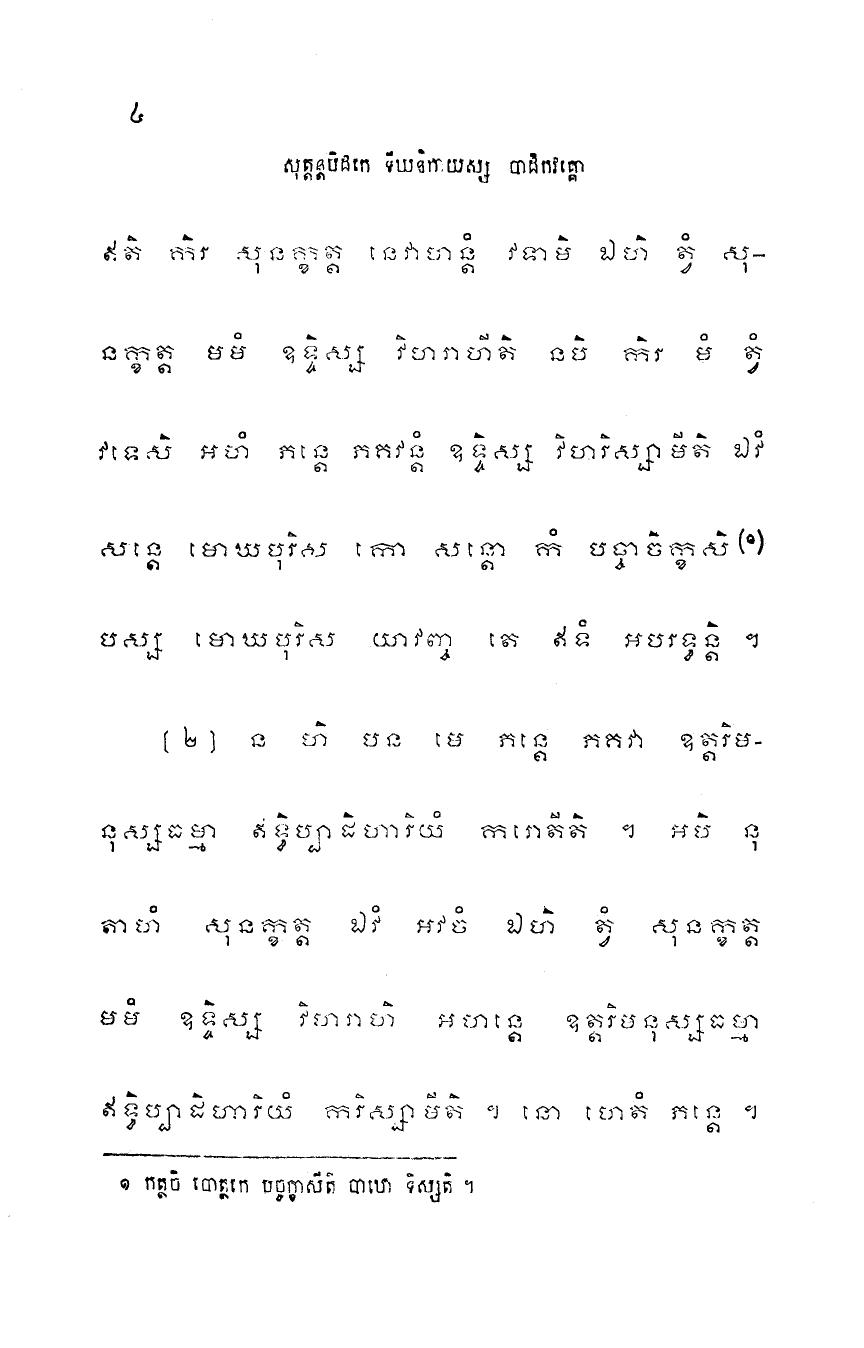 ៤
សុត្តន្តបិដកេ ទីឃនិកាយស្ស បាដិកវគ្គោ
ឥតិ កិរ សុនក្ខត្ត នេវាហន្តំ វទាមិ ឯហិ ត្វំ សុ-
នក្ខត្ត មមំ ឧទ្ទិស្ស វិហរាហីតិ នបិ កិរ មំ ត្វំ
វទេសិ អហំ ភន្តេ ភគវន្តំ ឧទ្ទិស្ស វិហរិស្សាមីតិ ឯវំ
សន្តេ មោឃបុរិស កោ សន្តោ កំ បច្ចាចិក្ខសិ(១)
បស្ស មោឃបុរិស យាវញ្ច តេ ឥទំ អបរទ្ធន្តិ ។
[២] ន ហិ បន មេ ភន្តេ ភគវា ឧត្តរិម-
នុស្សធម្មា ឥទ្ធិប្បាដិហារិយំ ករោតីតិ ។ អបិ នុ
តាហំ សុនក្ខត្ត ឯវំ អវចំ ឯហិ ត្វំ សុនក្ខត្ត
មមំ ឧទ្ទិស្ស វិហរាហិ អហន្តេ ឧត្តរិមនុស្សធម្មា
ឥទ្ធិប្បាដិហារិយំ ករិស្សាមីតិ ។ នោ ហេតំ ភន្តេ ។
១ កត្ថចិ បោត្ថកេ បច្ចក្ខាសីតិ បាឋោ ទិស្សតិ ។